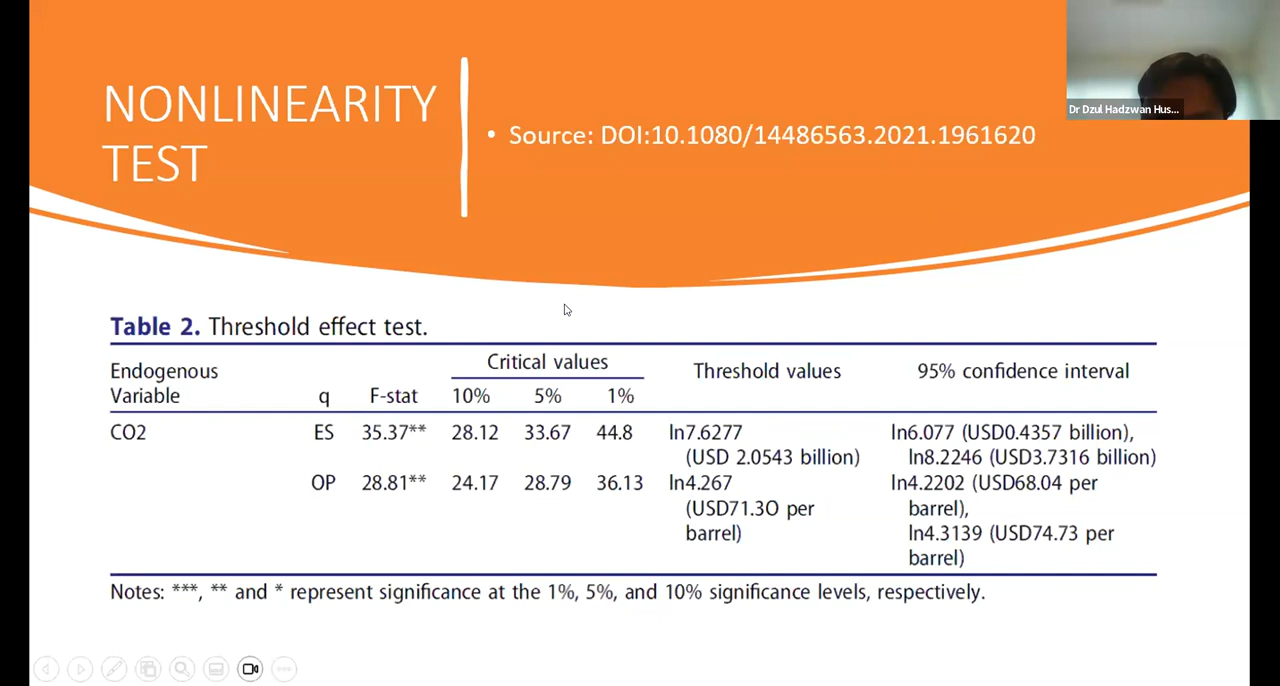 NONLINEARITY
TEST
• Source: DOI:10.1080/14486563.2021.1961620
Dr Dzul Hadzwan Hus...
Table 2. Threshold effect test.
Endogenous Variable q F-stat Critical values 10% 5% 1% Threshold values 95% confidence interval
CO2 ES 35.37** 28.12 33.67 44.8 ln7.6277 ln6.077 (USD0.4357 billion),
(USD 2.0543 billion) ln8.2246 (USD3.7316 billion)
OP 28.81** 24.17 28.79 36.13 ln4.267 ln4.2202 (USD68.04 per
(USD71.3O per barrel),
barrel) ln4.3139 (USD74.73 per
barrel)
Notes: ***, ** and * represent significance at the 1%, 5%, and 10% significance levels, respectively.